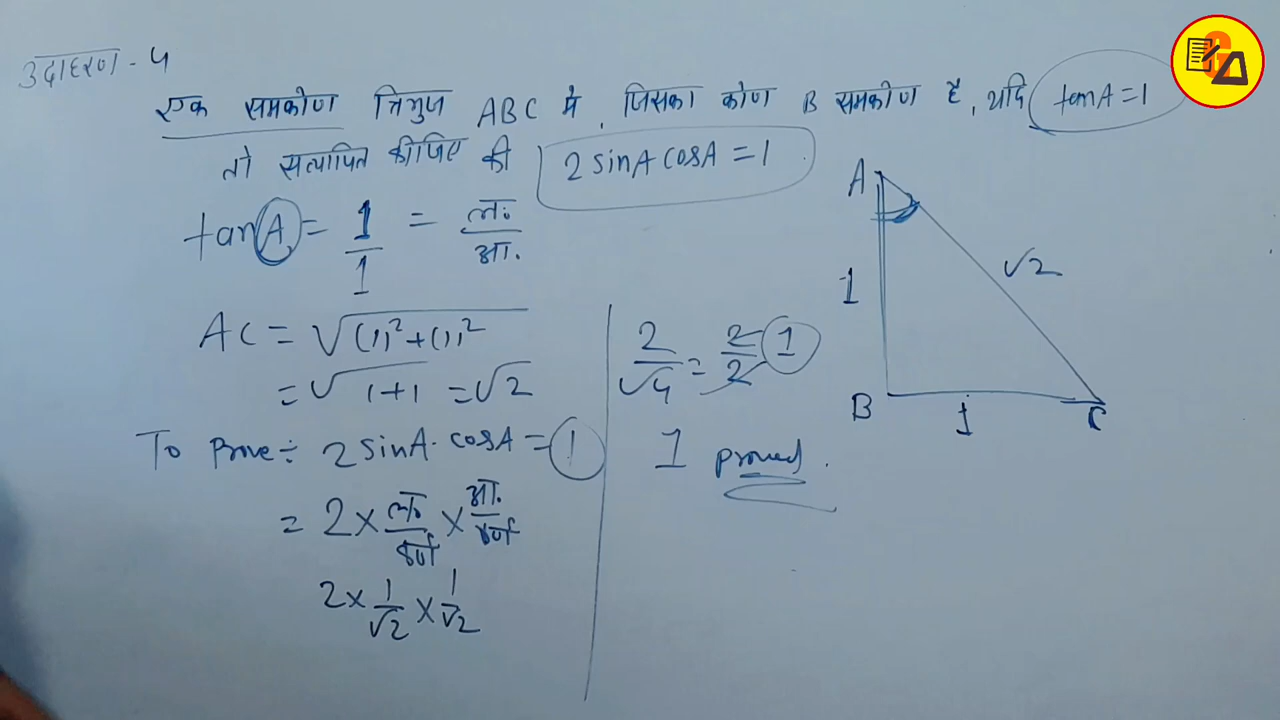 उदाहरण - 4
एक समकोण त्रिभुज ABC मे, जिसका कोण B समकोण है, यदि tanA = 1
तो सत्यापित कीजिए की 2 sinA cosA = 1
tan A = 1/1 = ल॰/आ.
AC = √(1)²+(1)²
= √1+1 = √2
To Prove ÷ 2 sinA · cosA = 1
= 2 × ल॰/कर्ण × आ./कर्ण
2 × 1/√2 × 1/√2
2/√4 = 2/2 1
1 proved.
A
1
√2
B
1
C